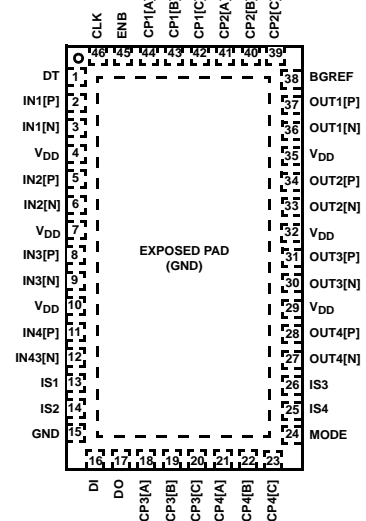 CLK
ENB
CP1[A]
CP1[B]
CP1[C]
CP2[A]
CP2[B]
CP2[C]
46 45 44 43 42 41 40 39
DT 1
IN1[P] 2
IN1[N] 3
VDD 4
IN2[P] 5
IN2[N] 6
VDD 7
IN3[P] 8
IN3[N] 9
VDD 10
IN4[P] 11
IN43[N] 12
IS1 13
IS2 14
GND 15
EXPOSED PAD
(GND)
38 BGREF
37 OUT1[P]
36 OUT1[N]
35 VDD
34 OUT2[P]
33 OUT2[N]
32 VDD
31 OUT3[P]
30 OUT3[N]
29 VDD
28 OUT4[P]
27 OUT4[N]
26 IS3
25 IS4
24 MODE
16 17 18 19 20 21 22 23
DI
DO
CP3[A]
CP3[B]
CP3[C]
CP4[A]
CP4[B]
CP4[C]